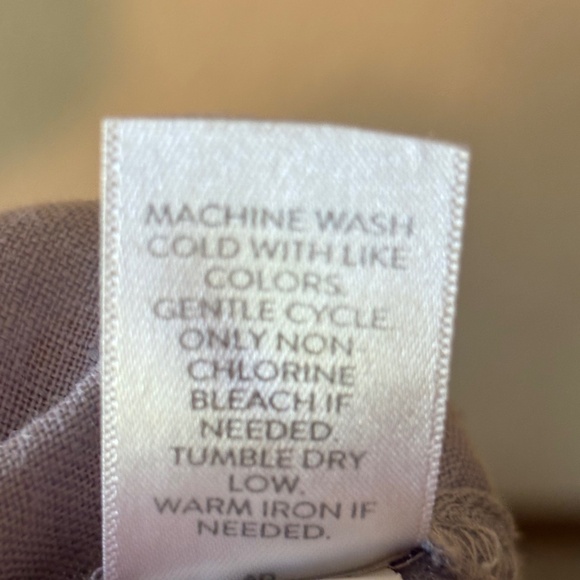 MACHINE WASH
COLD WITH LIKE
COLORS.
GENTLE CYCLE.
ONLY NON
CHLORINE
BLEACH IF
NEEDED.
TUMBLE DRY
LOW.
WARM IRON IF
NEEDED.